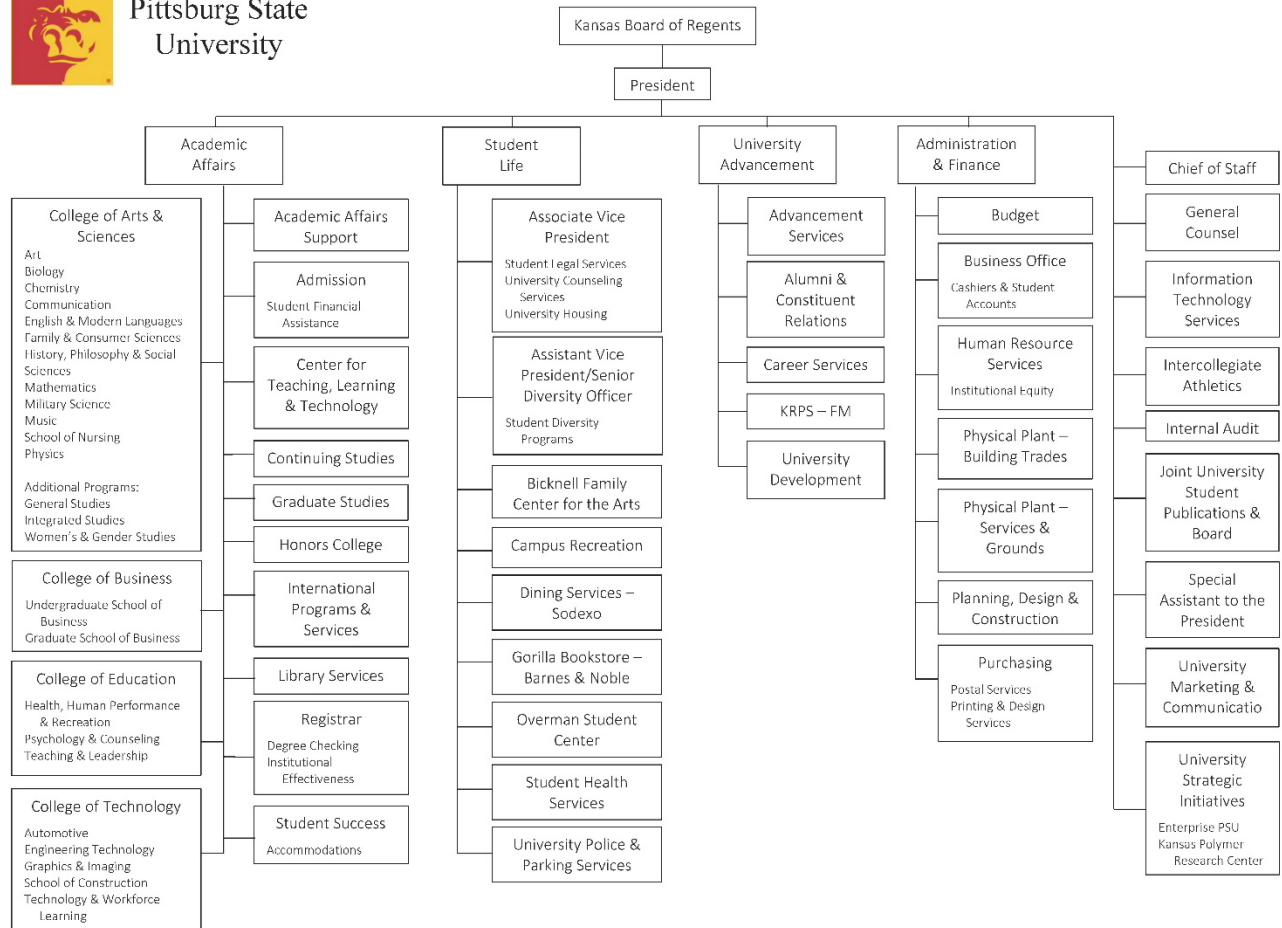 Pittsburg State
University
Kansas Board of Regents
President
Academic
Affairs
Student
Life
University
Advancement
Administration
& Finance
College of Arts &
Sciences
Art
Biology
Chemistry
Communication
English & Modern Languages
Family & Consumer Sciences
History, Philosophy & Social
Sciences
Mathematics
Military Science
Music
School of Nursing
Physics
Additional Programs:
General Studies
Integrated Studies
Women's & Gender Studies
College of Business
Undergraduate School of
Business
Graduate School of Business
College of Education
Health, Human Performance
& Recreation
Psychology & Counseling
Teaching & Leadership
College of Technology
Automotive
Engineering Technology
Graphics & Imaging
School of Construction
Technology & Workforce
Learning
Academic Affairs
Support
Admission
Student Financial
Assistance
Center for
Teaching, Learning
& Technology
Continuing Studies
Graduate Studies
Honors College
International
Programs &
Services
Library Services
Registrar
Degree Checking
Institutional
Effectiveness
Student Success
Accommodations
Associate Vice
President
Student Legal Services
University Counseling
Services
University Housing
Assistant Vice
President/Senior
Diversity Officer
Student Diversity
Programs
Bicknell Family
Center for the Arts
Campus Recreation
Dining Services –
Sodexo
Gorilla Bookstore –
Barnes & Noble
Overman Student
Center
Student Health
Services
University Police &
Parking Services
Advancement
Services
Alumni &
Constituent
Relations
Career Services
KRPS – FM
University
Development
Budget
Business Office
Cashiers & Student
Accounts
Human Resource
Services
Institutional Equity
Physical Plant –
Building Trades
Physical Plant –
Services &
Grounds
Planning, Design &
Construction
Purchasing
Postal Services
Printing & Design
Services
Chief of Staff
General
Counsel
Information
Technology
Services
Intercollegiate
Athletics
Internal Audit
Joint University
Student
Publications &
Board
Special
Assistant to the
President
University
Marketing &
Communicatio
University
Strategic
Initiatives
Enterprise PSU
Kansas Polymer
Research Center